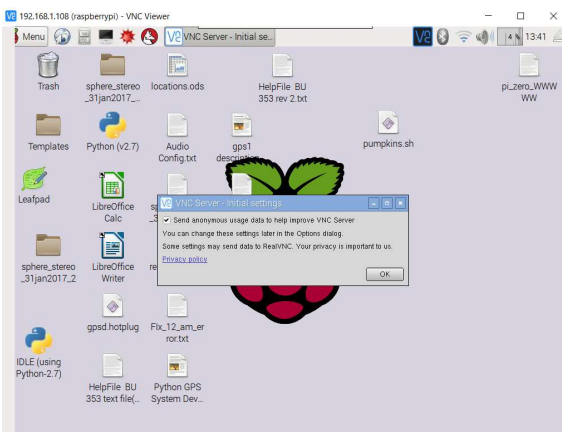 192.168.1.108 (raspberrypi) - VNC Viewer
Menu
VNC Server - Initial se...
4 %
13:41
Trash
sphere_stereo
_31jan2017_...
locations.ods
HelpFile BU
353 rev 2.txt
pi_zero_WWW
WW
Templates
Python (v2.7)
Audio
Config.txt
gps1
pumpkins.sh
Leafpad
LibreOffice
Calc
VNC Server - Initial settings
Send anonymous usage data to help improve VNC Server
You can change these settings later in the Options dialog.
Some settings may send data to RealVNC. Your privacy is important to us.
Privacy policy
OK
sphere_stereo
_31jan2017_2
LibreOffice
Writer
gpsd.hotplug
FIx_12_am_er
ror.txt
IDLE (using
Python-2.7)
HelpFile BU
353 text file(...
Python GPS
System Dev...